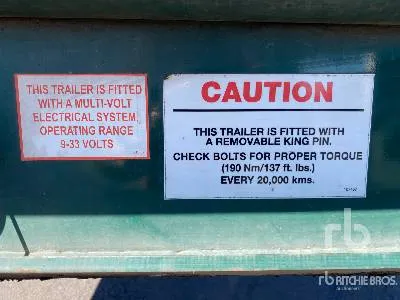 THIS TRAILER IS FITTED
WITH A MULTI-VOLT
ELECTRICAL SYSTEM,
OPERATING RANGE
9-33 VOLTS
CAUTION
THIS TRAILER IS FITTED WITH
A REMOVABLE KING PIN.
CHECK BOLTS FOR PROPER TORQUE
(190 Nm/137 ft. lbs.)
EVERY 20,000 kms.
rb
rb RITCHIE BROS.
Auctioneers